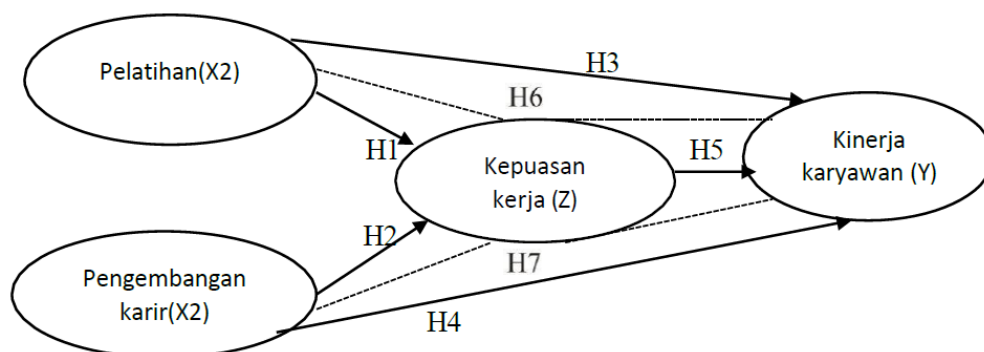 Pelatihan(X2)
H3
H6
H1
Kepuasan
kerja (Z)
H5
Kinerja
karyawan (Y)
H2
H7
Pengembangan
karir(X2)
H4